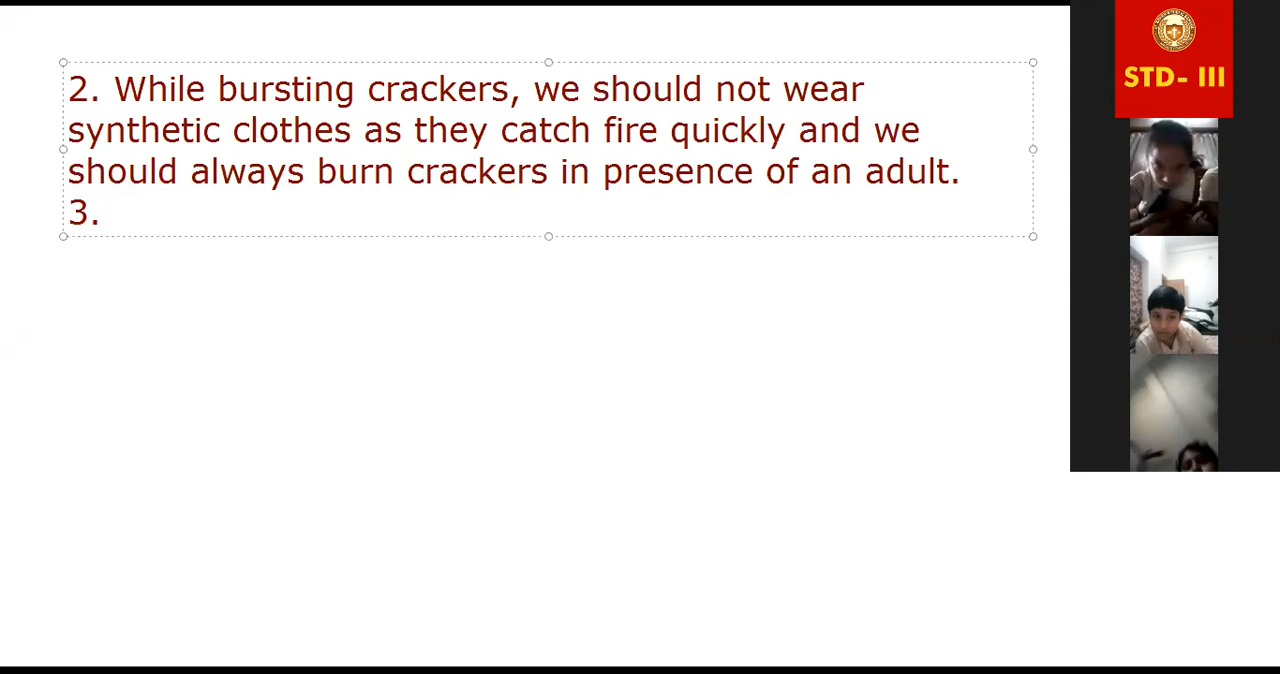 2. While bursting crackers, we should not wear
synthetic clothes as they catch fire quickly and we
should always burn crackers in presence of an adult.
3.
STD- III